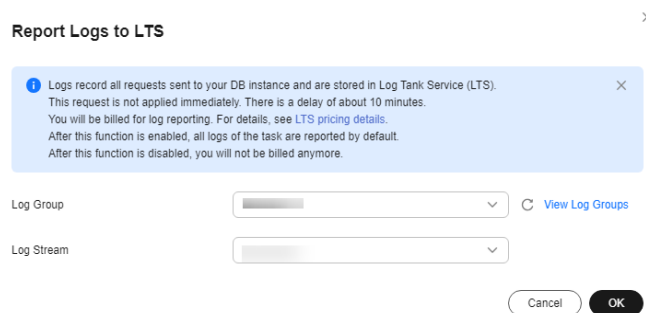 Report Logs to LTS
Logs record all requests sent to your DB instance and are stored in Log Tank Service (LTS).
This request is not applied immediately. There is a delay of about 10 minutes.
You will be billed for log reporting. For details, see LTS pricing details.
After this function is enabled, all logs of the task are reported by default.
After this function is disabled, you will not be billed anymore.
Log Group
View Log Groups
Log Stream
Cancel
OK